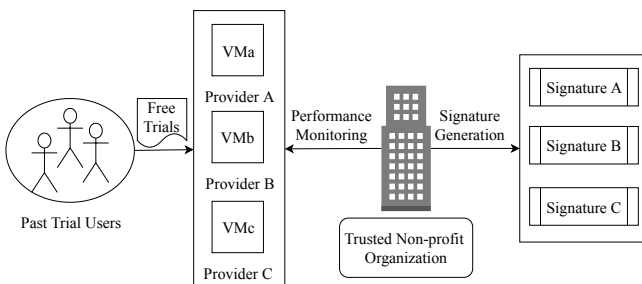 Past Trial Users
Free
Trials
VMa
Provider A
VMb
Provider B
VMc
Provider C
Performance
Monitoring
Signature
Generation
Trusted Non-profit
Organization
Signature A
Signature B
Signature C